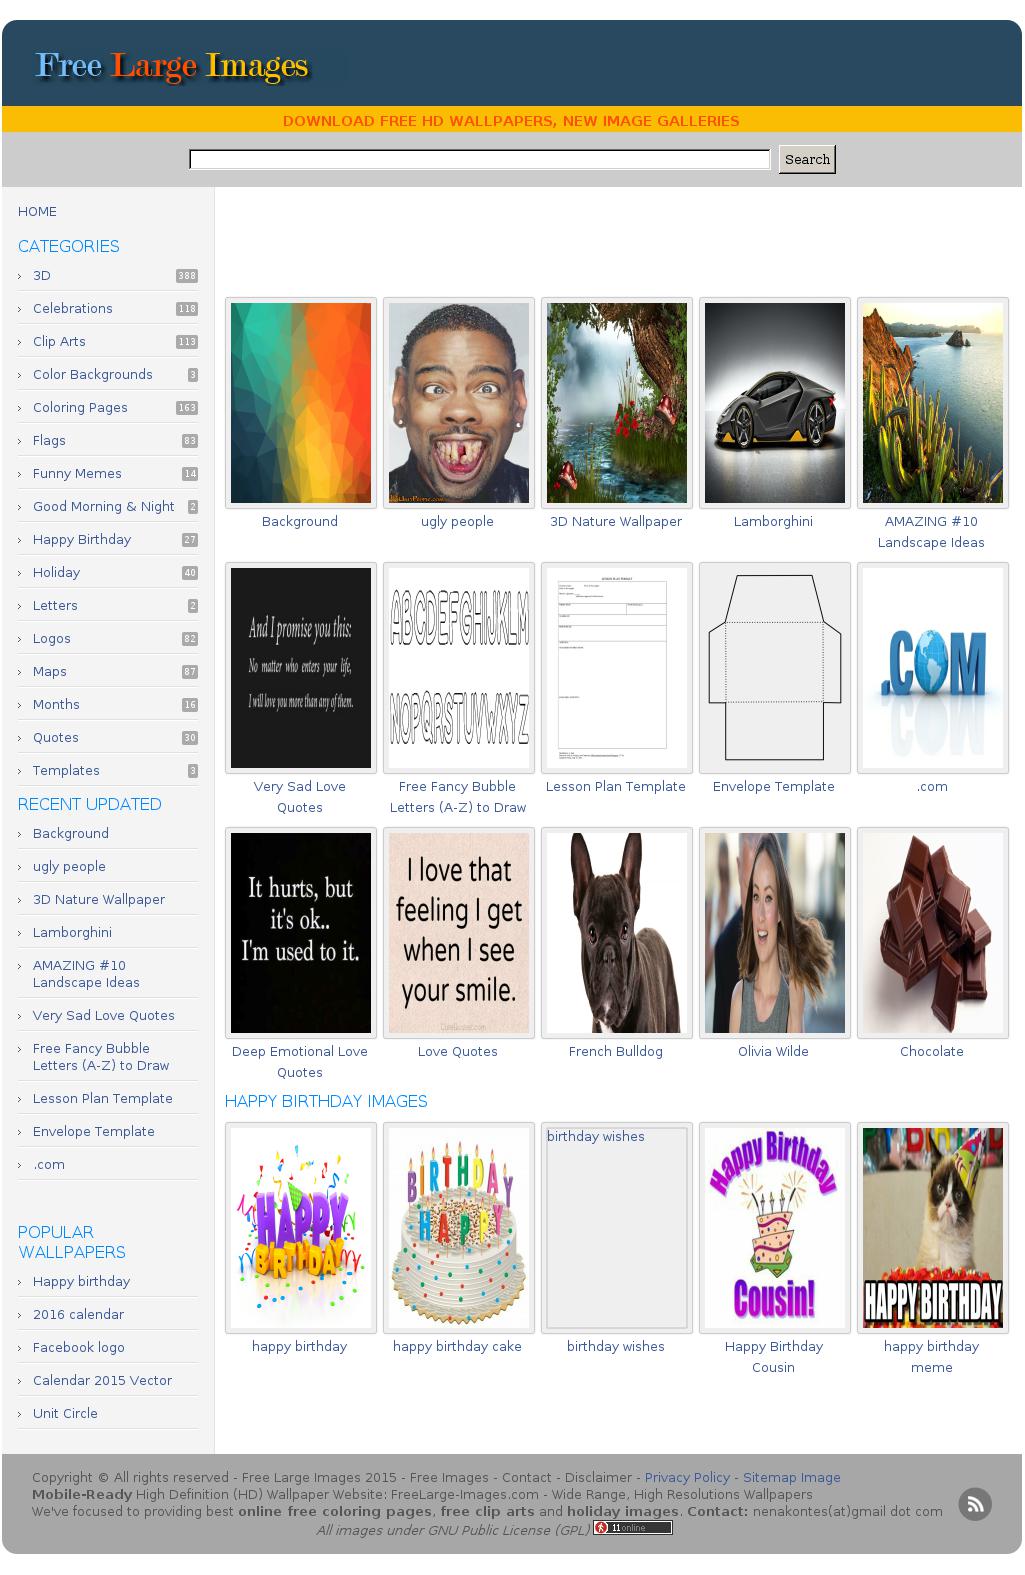 Free Large Images
DOWNLOAD FREE HD WALLPAPERS, NEW IMAGE GALLERIES
Search
HOME
CATEGORIES
3D 388
Celebrations 118
Clip Arts 113
Color Backgrounds 3
Coloring Pages 163
Flags 83
Funny Memes 14
Good Morning & Night 2
Happy Birthday 27
Holiday 40
Letters 2
Logos 82
Maps 87
Months 16
Quotes 30
Templates 3
RECENT UPDATED
Background
ugly people
3D Nature Wallpaper
Lamborghini
AMAZING #10
Landscape Ideas
Very Sad Love Quotes
Free Fancy Bubble
Letters (A-Z) to Draw
Lesson Plan Template
Envelope Template
.com
POPULAR
WALLPAPERS
Happy birthday
2016 calendar
Facebook logo
Calendar 2015 Vector
Unit Circle
Background
ugly people
3D Nature Wallpaper
Lamborghini
AMAZING #10
Landscape Ideas
And I promise you this:
No matter who enters your life,
I will love you more than any of them.
Very Sad Love
Quotes
ABCDEFGHIJKLM
NOPQRSTUVWXYZ
Free Fancy Bubble
Letters (A-Z) to Draw
LESSON PLAN TEMPLATE
Lesson Plan Template
Envelope Template
.COM
.com
It hurts, but
it's ok..
I'm used to it.
Deep Emotional Love
Quotes
I love that
feeling I get
when I see
your smile.
Love Quotes
French Bulldog
Olivia Wilde
Chocolate
HAPPY BIRTHDAY IMAGES
HAPPY
BIRTHDAY
happy birthday
BIRTHDAY
HAPPY
happy birthday cake
birthday wishes
birthday wishes
Happy Birthday
Cousin!
Happy Birthday
Cousin
HAPPY BIRTHDAY
happy birthday
meme
Copyright © All rights reserved - Free Large Images 2015 - Free Images - Contact - Disclaimer - Privacy Policy - Sitemap Image
Mobile-Ready High Definition (HD) Wallpaper Website: FreeLarge-Images.com - Wide Range, High Resolutions Wallpapers
We've focused to providing best online free coloring pages, free clip arts and holiday images. Contact: nenakontes(at)gmail dot com
All images under GNU Public License (GPL) 11 online